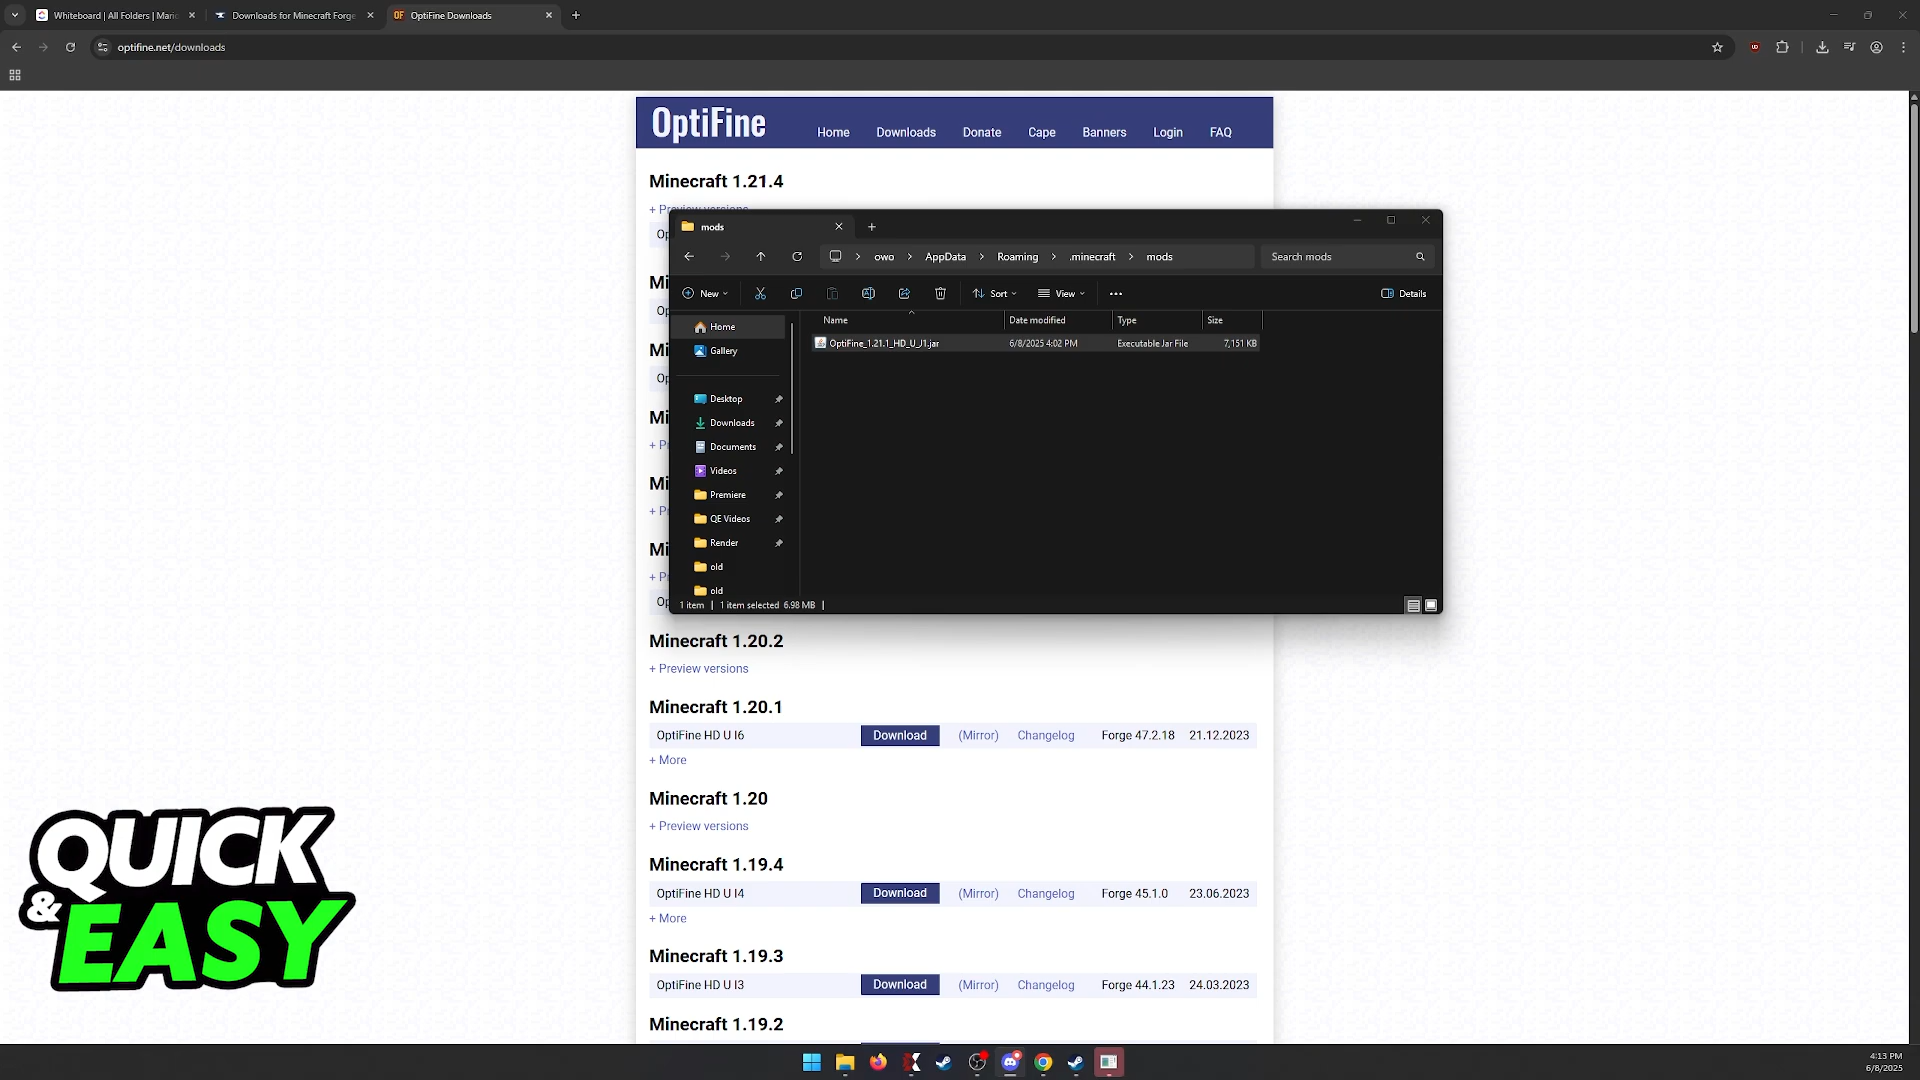 Whiteboard | All Folders | Mari
Downloads for Minecraft Forge
OF OptiFine Downloads
optifine.net/downloads
OptiFine
Home Downloads Donate Cape Banners Login FAQ
Minecraft 1.21.4
+ Preview versions
mods
owo > AppData > Roaming > .minecraft > mods
Search mods
New
Sort
View
Details
Name Date modified Type Size
OptiFine_1.21.1_HD_U_J1.jar 6/8/2025 4:02 PM Executable Jar File 7,151 KB
Home
Gallery
Desktop
Downloads
Documents
Videos
Premiere
QE Videos
Render
old
old
1 item | 1 item selected 6.98 MB |
Minecraft 1.20.2
+ Preview versions
Minecraft 1.20.1
OptiFine HD U I6 Download (Mirror) Changelog Forge 47.2.18 21.12.2023
+ More
Minecraft 1.20
+ Preview versions
Minecraft 1.19.4
OptiFine HD U I4 Download (Mirror) Changelog Forge 45.1.0 23.06.2023
+ More
Minecraft 1.19.3
OptiFine HD U I3 Download (Mirror) Changelog Forge 44.1.23 24.03.2023
Minecraft 1.19.2
QUICK
& EASY
4:13 PM
6/8/2025